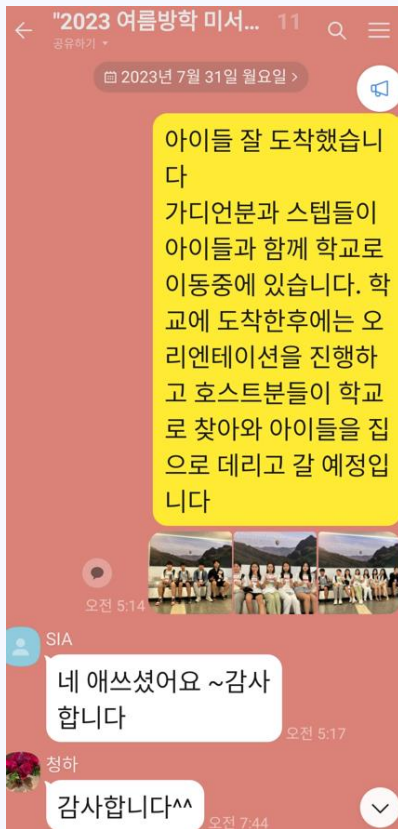 "2023 여름방학 미서... 11
공유하기
2023년 7월 31일 월요일
아이들 잘 도착했습니
다
가디언분과 스텝들이
아이들과 함께 학교로
이동중에 있습니다. 학
교에 도착한후에는 오
리엔테이션을 진행하
고 호스트분들이 학교
로 찾아와 아이들을 집
으로 데리고 갈 예정입
니다
오전 5:14
SIA
네 애쓰셨어요 ~감사
합니다
오전 5:17
청하
감사합니다^^
오전 7:44